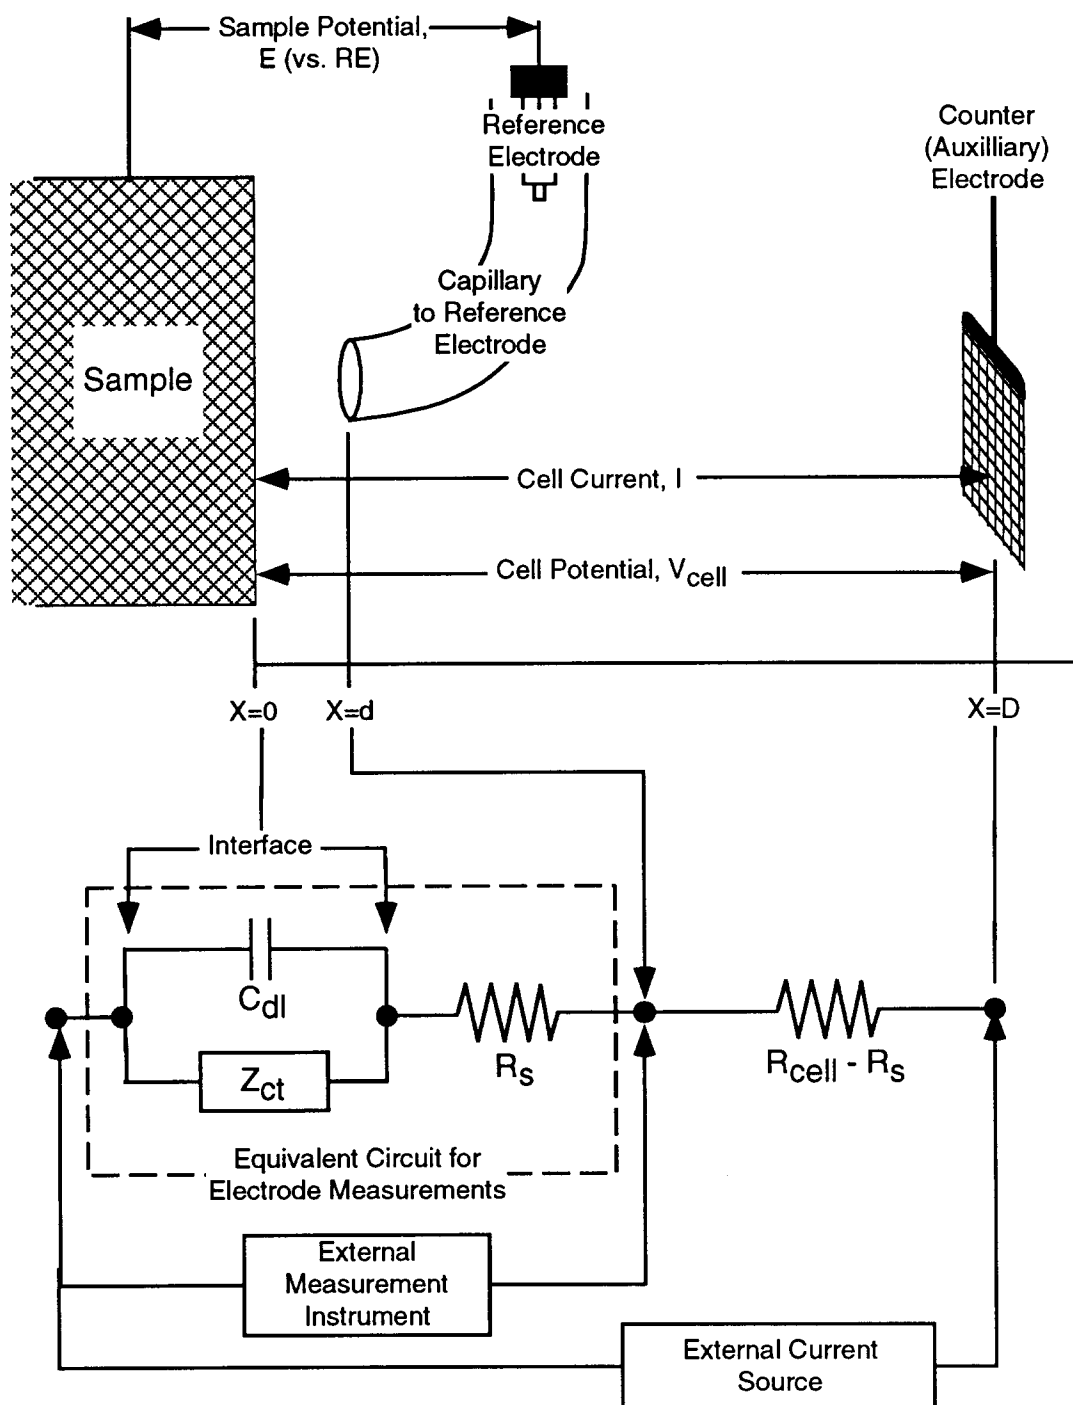 Sample Potential,
E (vs. RE)
Reference
Electrode
Counter
(Auxilliary)
Electrode
Capillary
to Reference
Electrode
Sample
Cell Current, I
Cell Potential, Vcell
X=0
X=d
X=D
Interface
Cdl
Zct
Rs
Rcell - Rs
Equivalent Circuit for
Electrode Measurements
External
Measurement
Instrument
External Current
Source